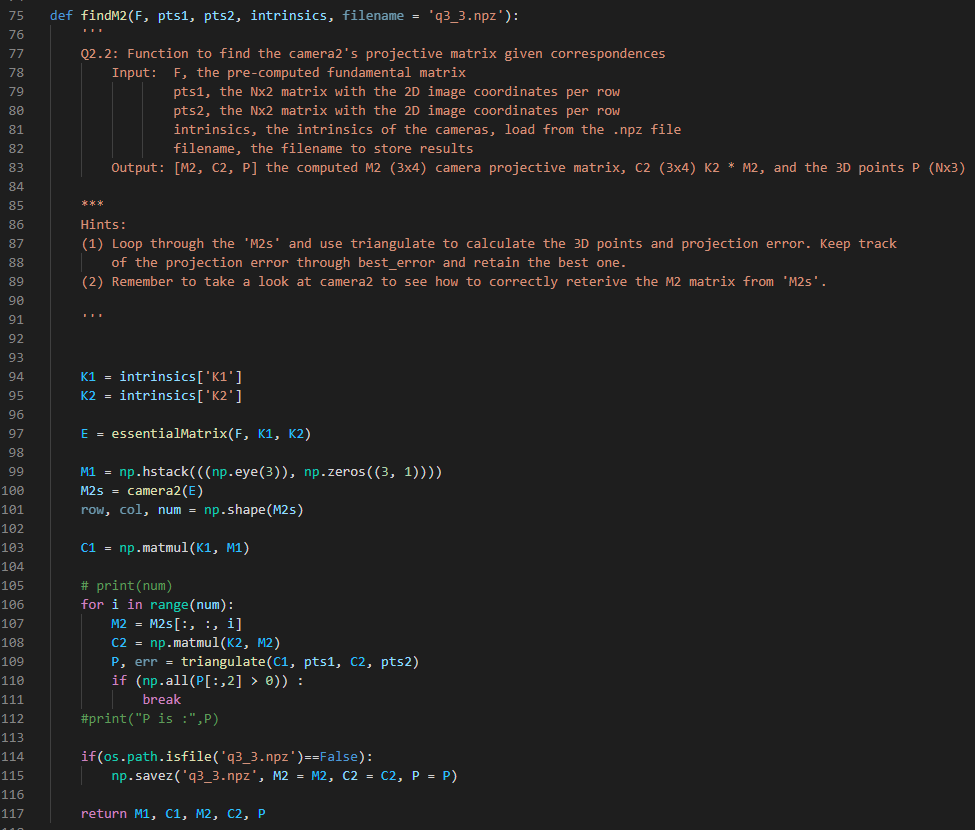 75 def findM2(F, pts1, pts2, intrinsics, filename = 'q3_3.npz'):
76 '''
77 Q2.2: Function to find the camera2's projective matrix given correspondences
78 Input:  F, the pre-computed fundamental matrix
79 pts1, the Nx2 matrix with the 2D image coordinates per row
80 pts2, the Nx2 matrix with the 2D image coordinates per row
81 intrinsics, the intrinsics of the cameras, load from the .npz file
82 filename, the filename to store results
83 Output: [M2, C2, P] the computed M2 (3x4) camera projective matrix, C2 (3x4) K2 * M2, and the 3D points P (Nx3)
84
85 ***
86 Hints:
87 (1) Loop through the 'M2s' and use triangulate to calculate the 3D points and projection error. Keep track
88 of the projection error through best_error and retain the best one.
89 (2) Remember to take a look at camera2 to see how to correctly reterive the M2 matrix from 'M2s'.
90
91 '''
92
93
94 K1 = intrinsics['K1']
95 K2 = intrinsics['K2']
96
97 E = essentialMatrix(F, K1, K2)
98
99 M1 = np.hstack(((np.eye(3)), np.zeros((3, 1))))
100 M2s = camera2(E)
101 row, col, num = np.shape(M2s)
102
103 C1 = np.matmul(K1, M1)
104
105 # print(num)
106 for i in range(num):
107 M2 = M2s[:, :, i]
108 C2 = np.matmul(K2, M2)
109 P, err = triangulate(C1, pts1, C2, pts2)
110 if (np.all(P[:,2] > 0)) :
111 break
112 #print("P is :",P)
113
114 if(os.path.isfile('q3_3.npz')==False):
115 np.savez('q3_3.npz', M2 = M2, C2 = C2, P = P)
116
117 return M1, C1, M2, C2, P